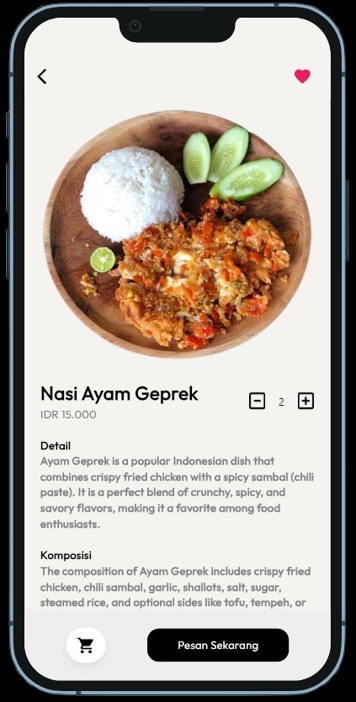 Nasi Ayam Geprek
IDR 15.000
2
Detail
Ayam Geprek is a popular Indonesian dish that
combines crispy fried chicken with a spicy sambal (chili
paste). It is a perfect blend of crunchy, spicy, and
savory flavors, making it a favorite among food
enthusiasts.
Komposisi
The composition of Ayam Geprek includes crispy fried
chicken, chili sambal, garlic, shallots, salt, sugar,
steamed rice, and optional sides like tofu, tempeh, or
Pesan Sekarang